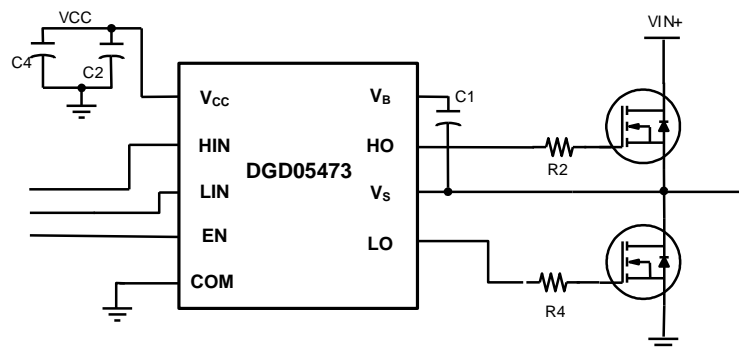 VCC
VIN+
C4
C2
VCC
VB
C1
HIN
HO
DGD05473
R2
LIN
VS
EN
LO
COM
R4